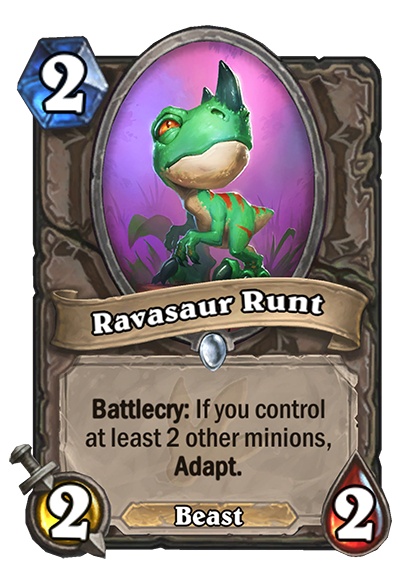 2
Ravasaur Runt
Battlecry: If you control
at least 2 other minions,
Adapt.
2
Beast
2